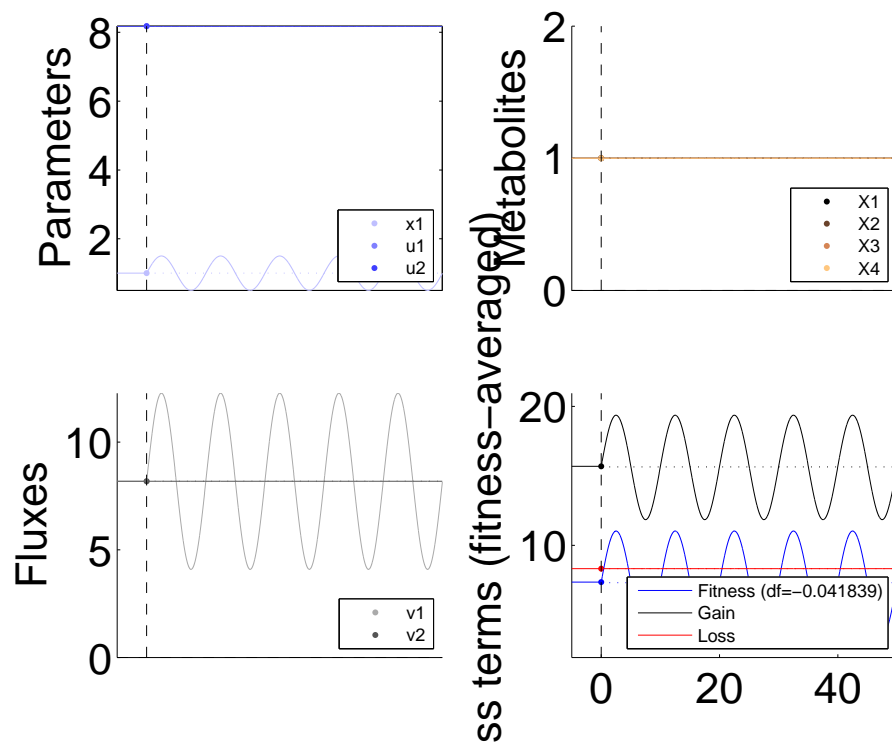 Parameters
8
6
4
2
x1
u1
u2
Metabolites
2
1
0
X1
X2
X3
X4
Fluxes
10
5
0
v1
v2
ss terms (fitness−averaged)
20
10
Fitness (df=−0.041839)
Gain
Loss
0
20
40